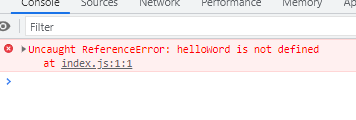 Console Sources Network Performance Memory
Filter
Uncaught ReferenceError: helloWord is not defined
at index.js:1:1